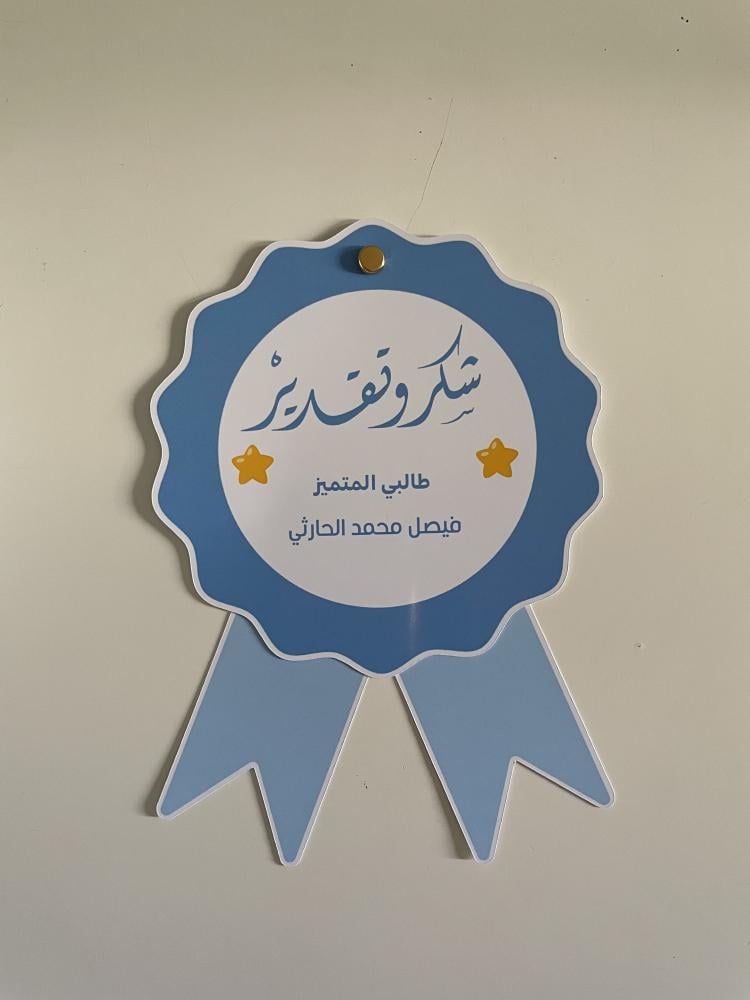 شكر وتقدير
طالبي المتميز
فيصل محمد الحارثي